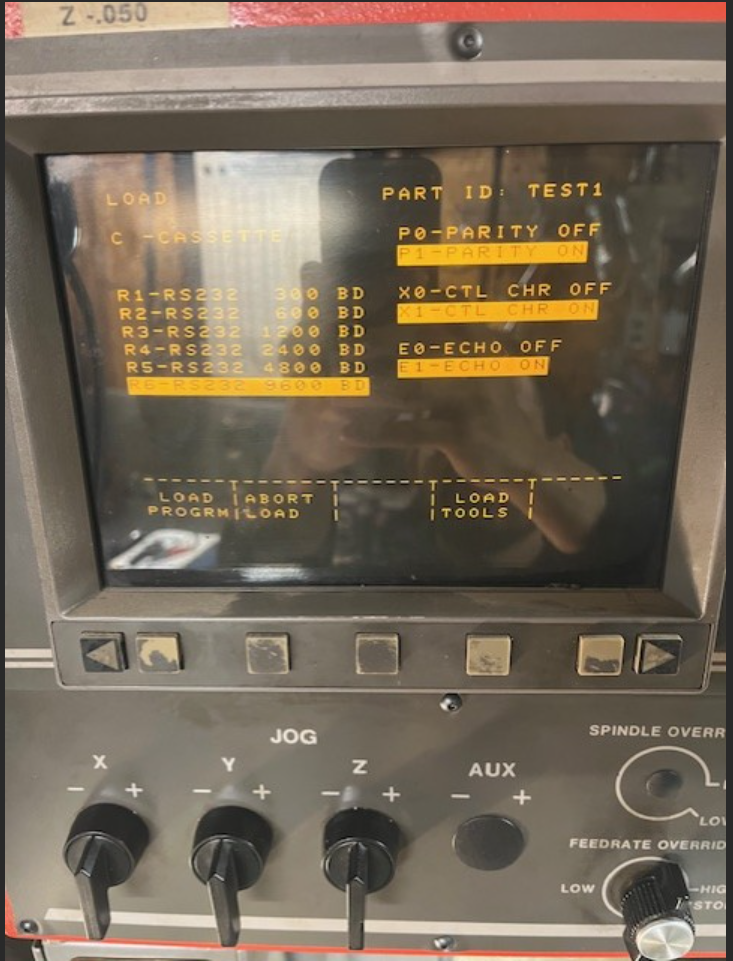 Z -.050
LOAD
PART ID: TEST1
C -CASSETTE
P0-PARITY OFF
P1-PARITY ON
R1-RS232 300 BD
R2-RS232 600 BD
R3-RS232 1200 BD
R4-RS232 2400 BD
R5-RS232 4800 BD
R6-RS232 9600 BD
X0-CTL CHR OFF
X1-CTL CHR ON
E0-ECHO OFF
E1-ECHO ON
LOAD PROGRM
ABORT LOAD
LOAD TOOLS
JOG
X
- +
Y
- +
Z
- +
AUX
- +
SPINDLE OVERR
LOW
FEEDRATE OVERRID
LOW
HIG
STO